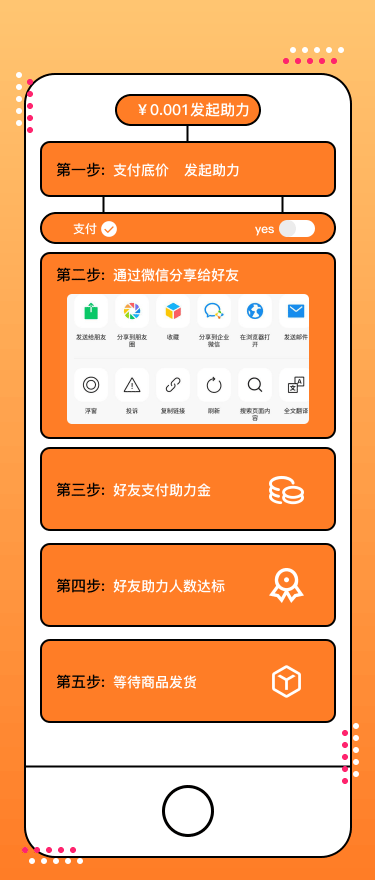 ¥0.001发起助力
第一步: 支付底价 发起助力
支付 yes
第二步: 通过微信分享给好友
发送给朋友 分享到朋友圈 收藏 分享到企业微信 在浏览器打开 发送邮件
浮窗 投诉 复制链接 刷新 搜索页面内容 全文翻译
第三步: 好友支付助力金
第四步: 好友助力人数达标
第五步: 等待商品发货